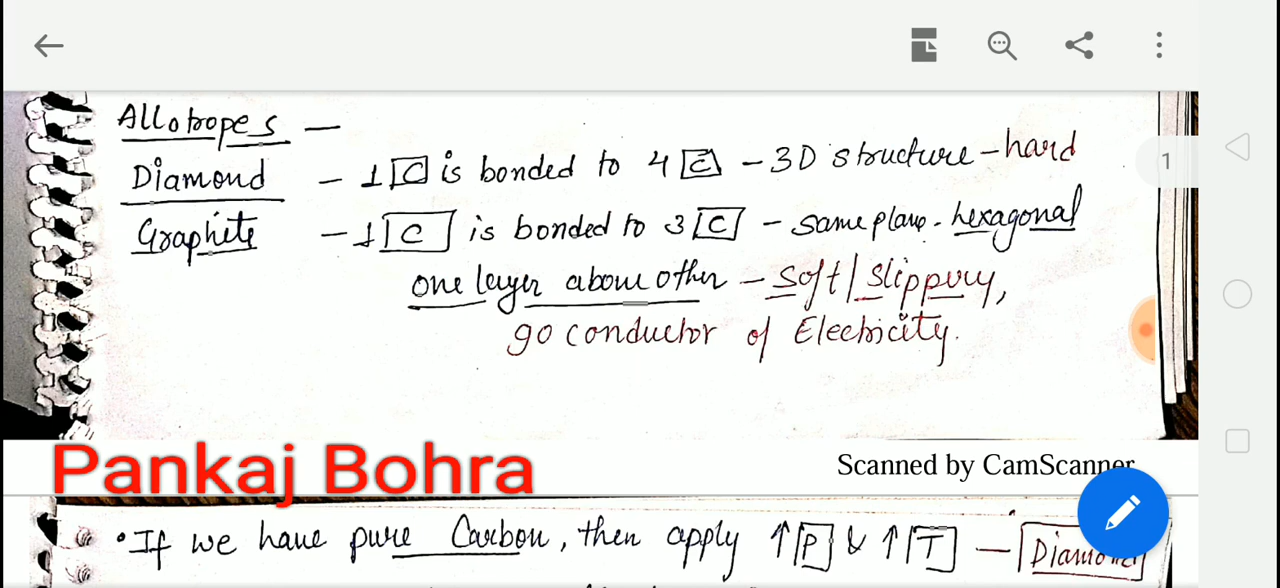 Allotropes —
Diamond – 1 C is bonded to 4 C – 3D structure – hard
1
Graphite – 1 C is bonded to 3 C – same plane - hexagonal
one layer above other – Soft / Slippery,
go conductor of Electricity.
Pankaj Bohra
Scanned by CamScanner
• If we have pure Carbon, then apply ↑ P & ↑ T — Diamond